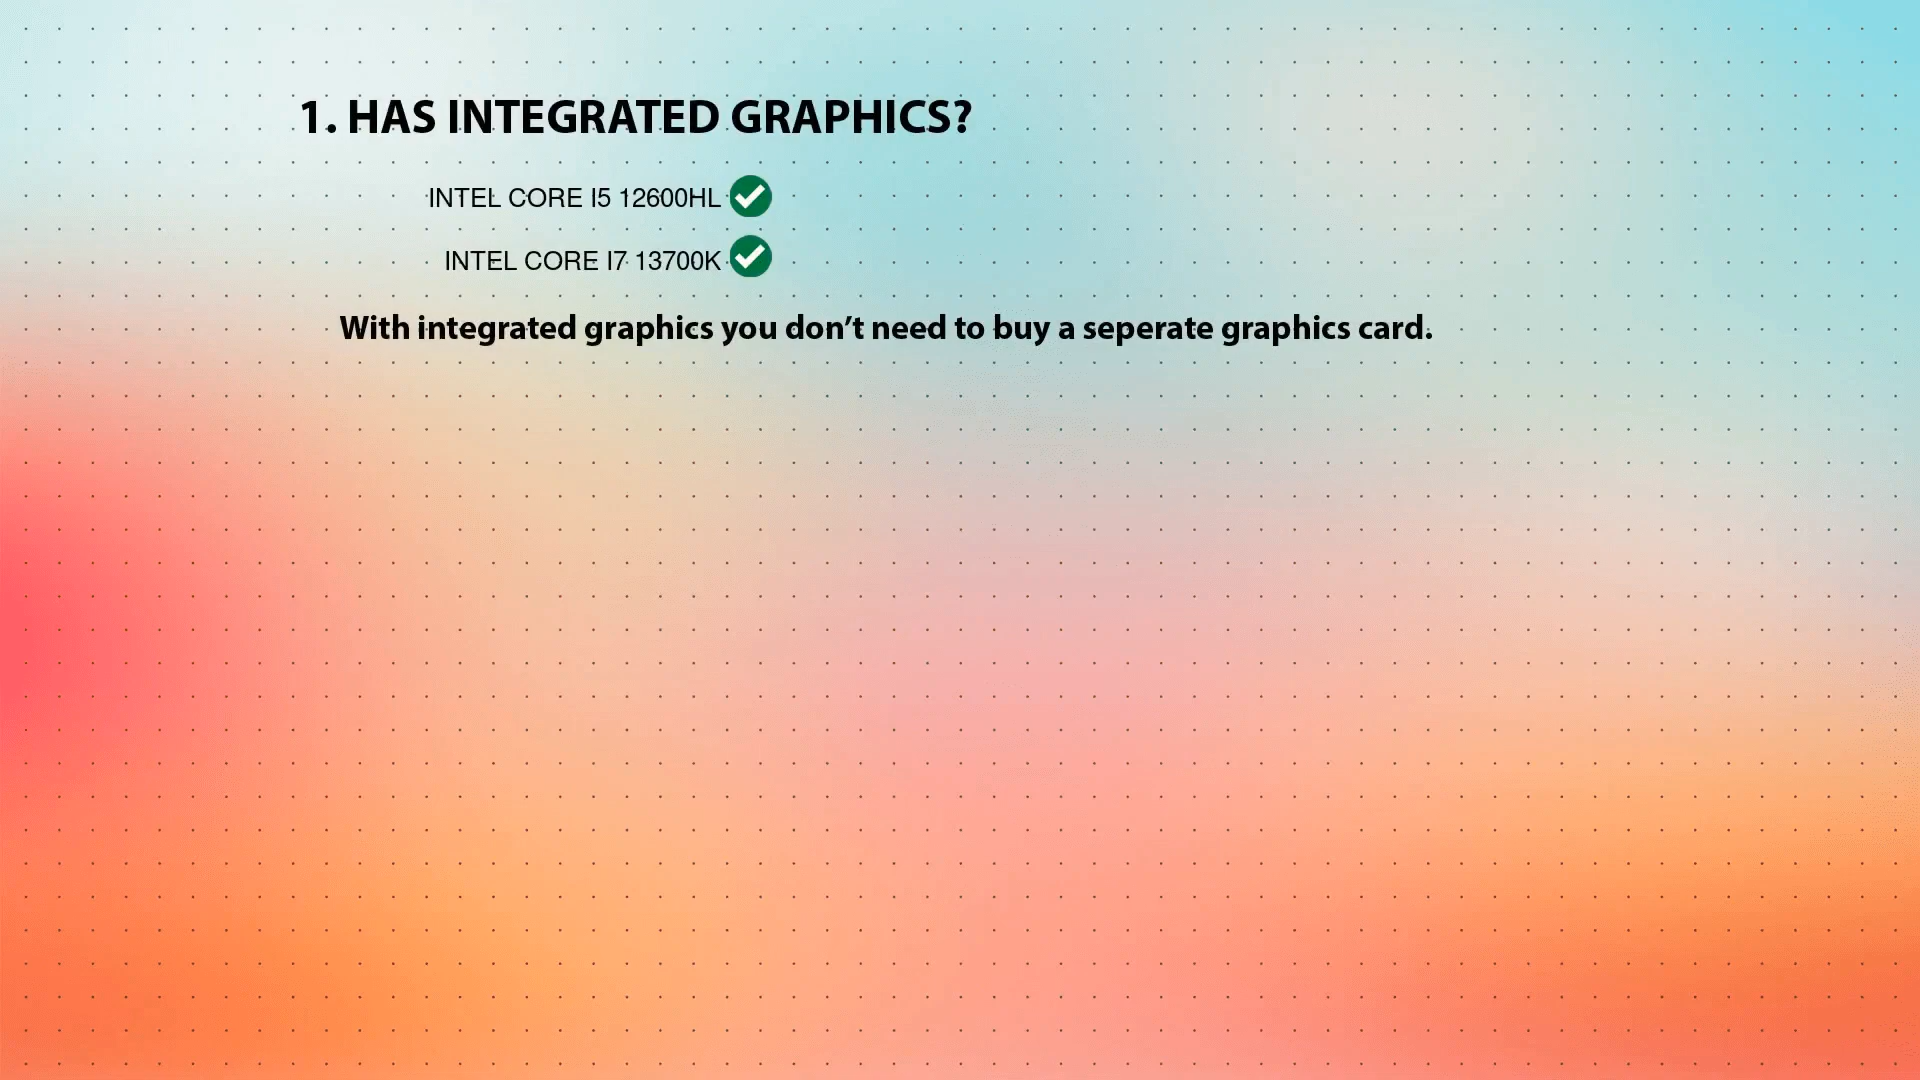 1. HAS INTEGRATED GRAPHICS?
INTEL CORE I5 12600HL
INTEL CORE I7 13700K
With integrated graphics you don’t need to buy a seperate graphics card.